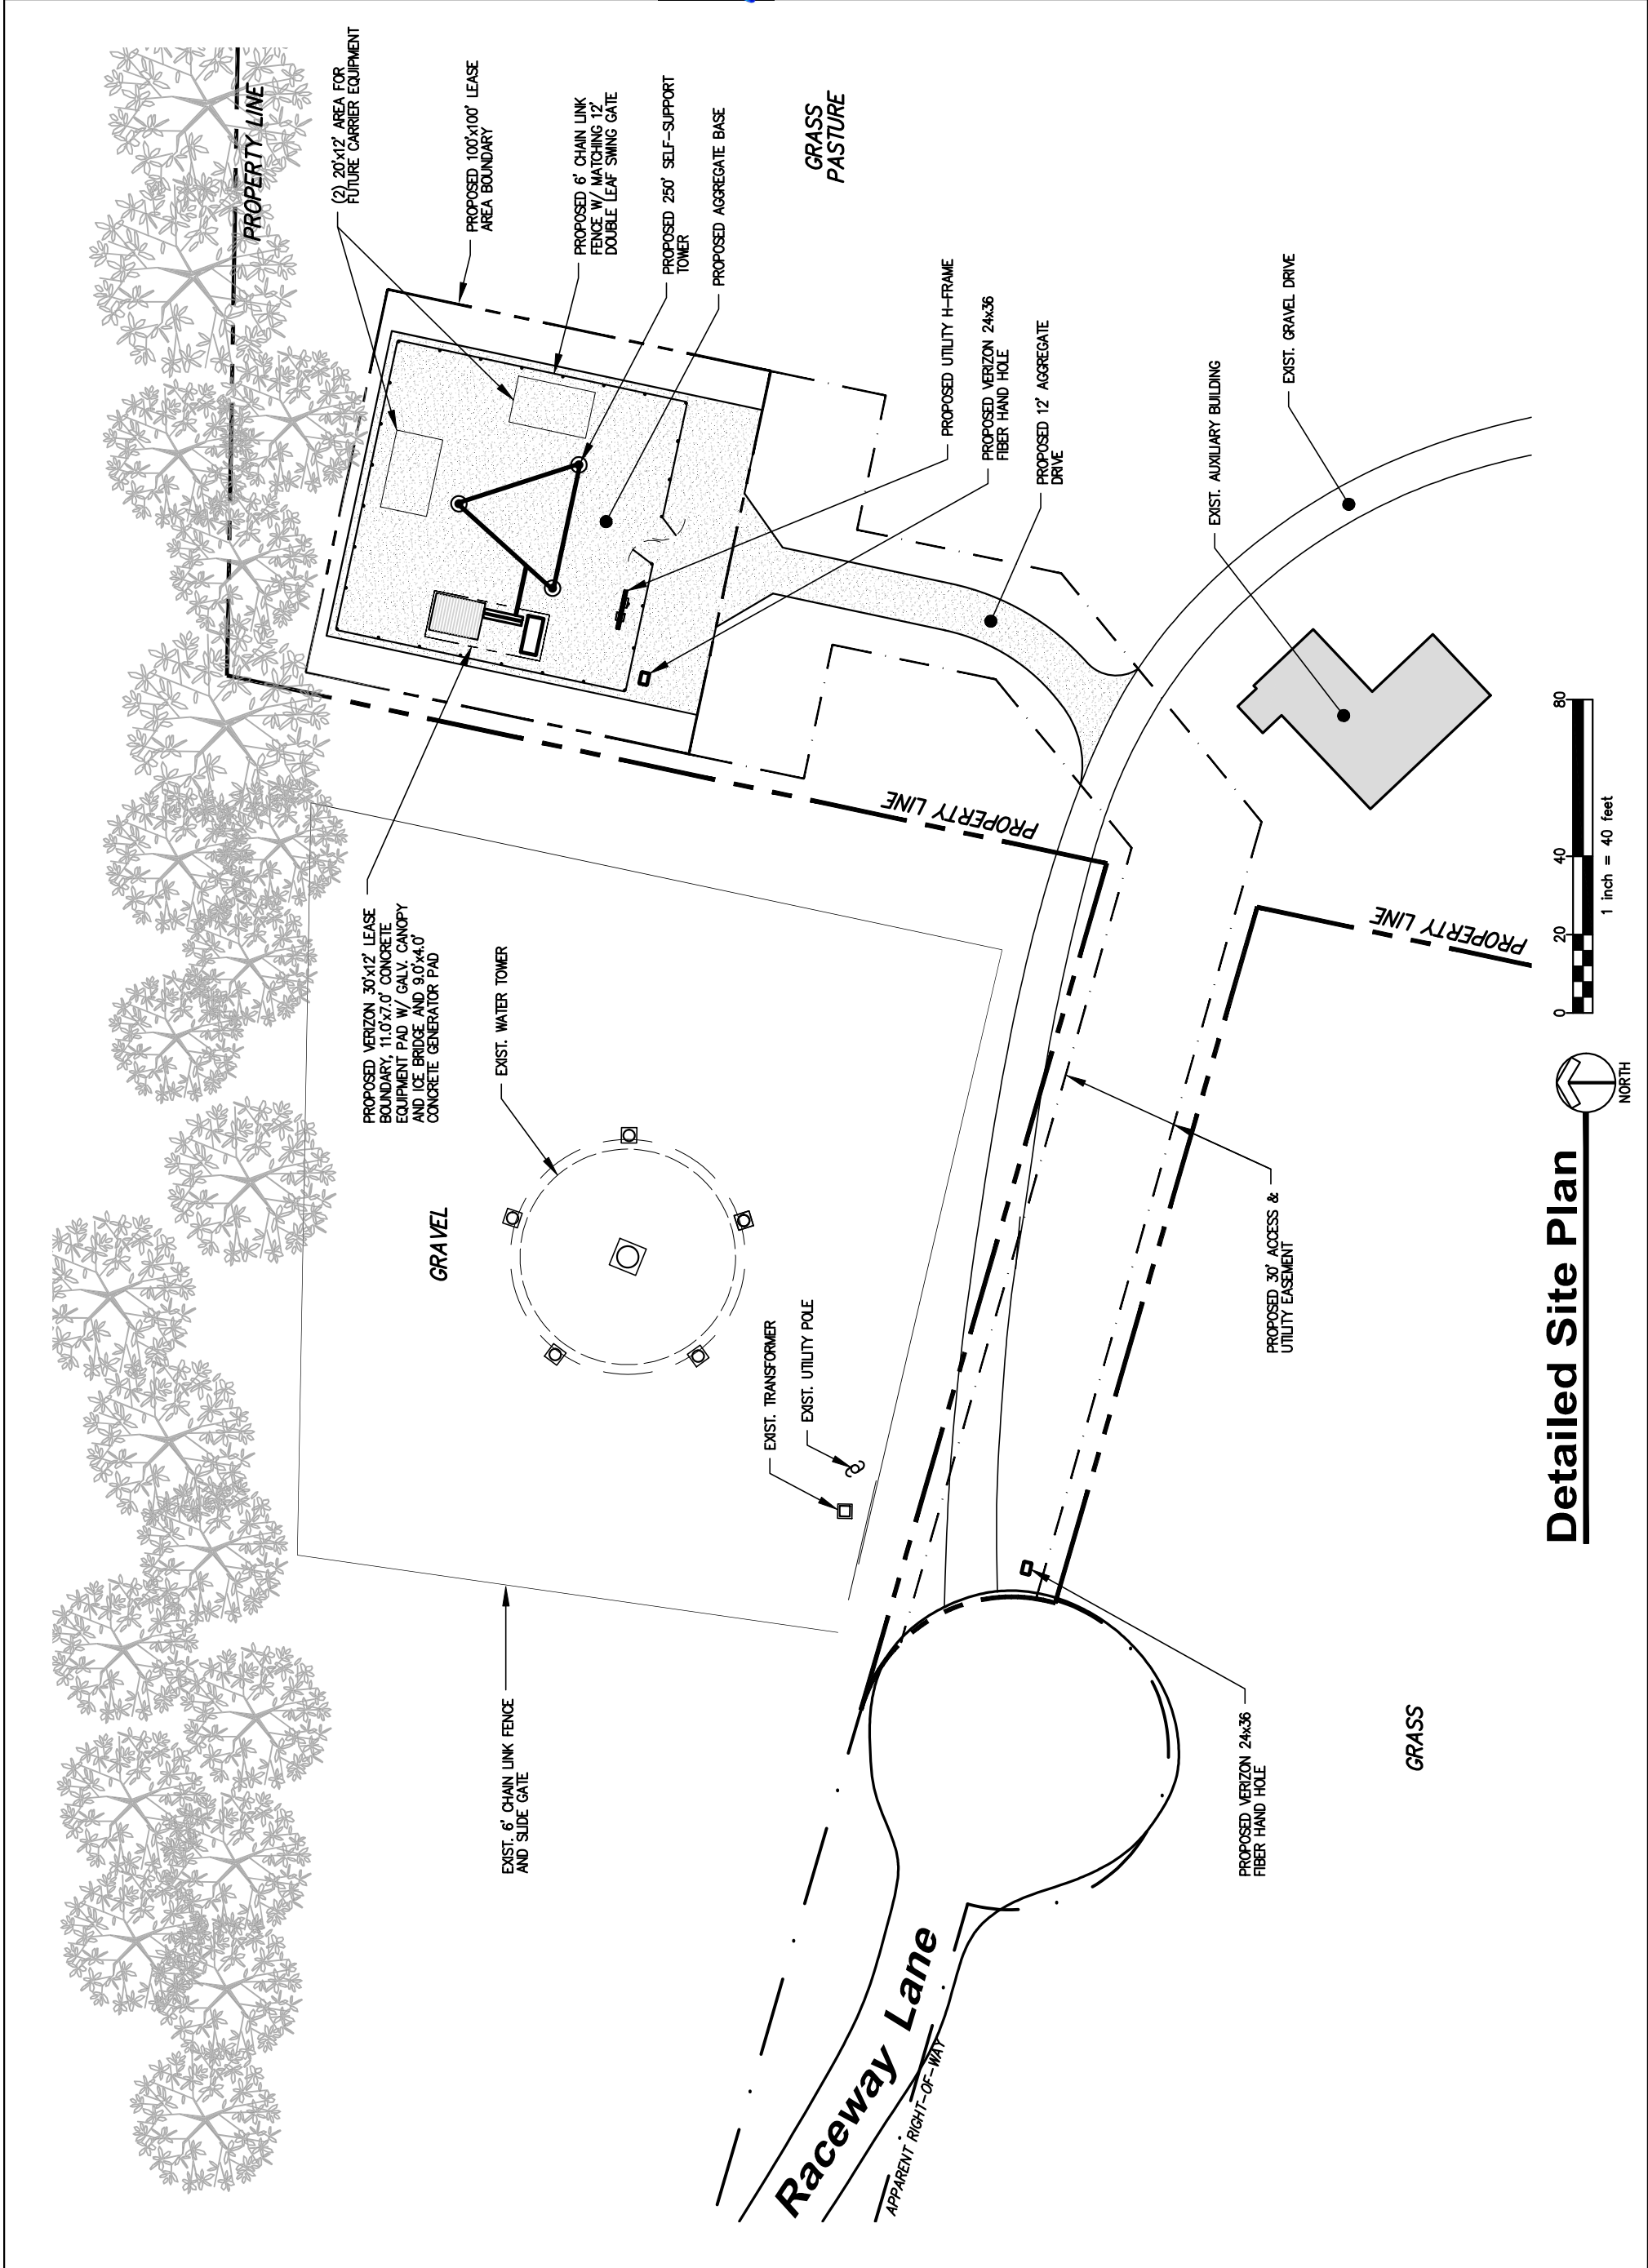 PROPERTY LINE
(2) 20'x12' AREA FOR
FUTURE CARRIER EQUIPMENT
PROPOSED 100'x100' LEASE
AREA BOUNDARY
PROPOSED 6' CHAIN LINK
FENCE W/ MATCHING 12'
DOUBLE LEAF SWING GATE
PROPOSED 250' SELF-SUPPORT
TOWER
PROPOSED AGGREGATE BASE
GRASS
PASTURE
PROPOSED UTILITY H-FRAME
PROPOSED VERIZON 24x36
FIBER HAND HOLE
PROPOSED 12' AGGREGATE
DRIVE
EXIST. AUXILIARY BUILDING
EXIST. GRAVEL DRIVE
PROPERTY LINE
PROPERTY LINE
PROPOSED VERIZON 30'x12' LEASE
BOUNDARY, 11.0'x7.0' CONCRETE
EQUIPMENT PAD W/ GALV. CANOPY
AND ICE BRIDGE AND 9.0'x4.0'
CONCRETE GENERATOR PAD
EXIST. WATER TOWER
GRAVEL
EXIST. TRANSFORMER
EXIST. UTILITY POLE
PROPOSED 30' ACCESS &
UTILITY EASEMENT
EXIST. 6' CHAIN LINK FENCE
AND SLIDE GATE
PROPOSED VERIZON 24x36
FIBER HAND HOLE
GRASS
Raceway Lane
APPARENT RIGHT-OF-WAY
Detailed Site Plan
NORTH
0 20 40 80
1 inch = 40 feet